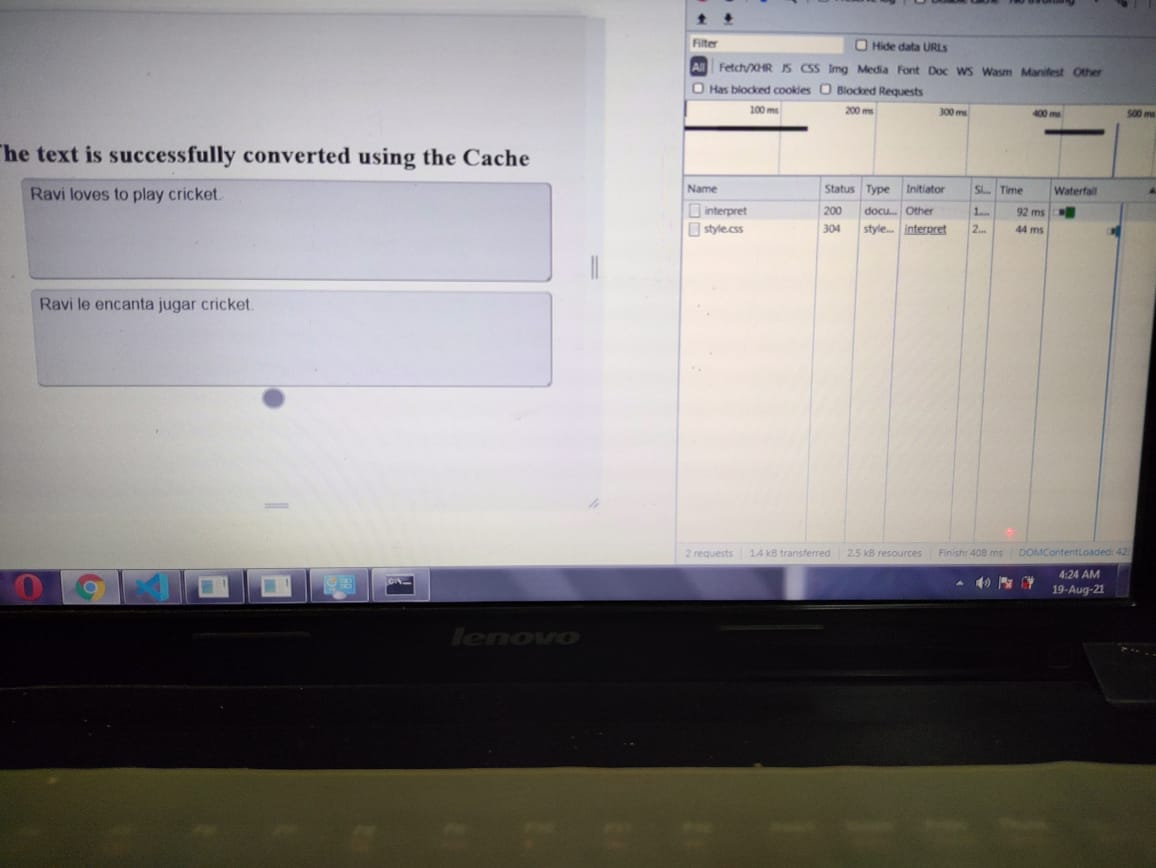 he text is successfully converted using the Cache
Ravi loves to play cricket.
Ravi le encanta jugar cricket.
Filter
Hide data URLs
All Fetch/XHR JS CSS Img Media Font Doc WS Wasm Manifest Other
Has blocked cookies Blocked Requests
100 ms 200 ms 300 ms 400 ms 500 ms
Name Status Type Initiator Si... Time Waterfall
interpret 200 docu... Other 1.... 92 ms
style.css 304 style... interpret 2... 44 ms
2 requests 1.4 kB transferred 2.5 kB resources Finish: 408 ms DOMContentLoaded: 42
C:\
4:24 AM
19-Aug-21
lenovo